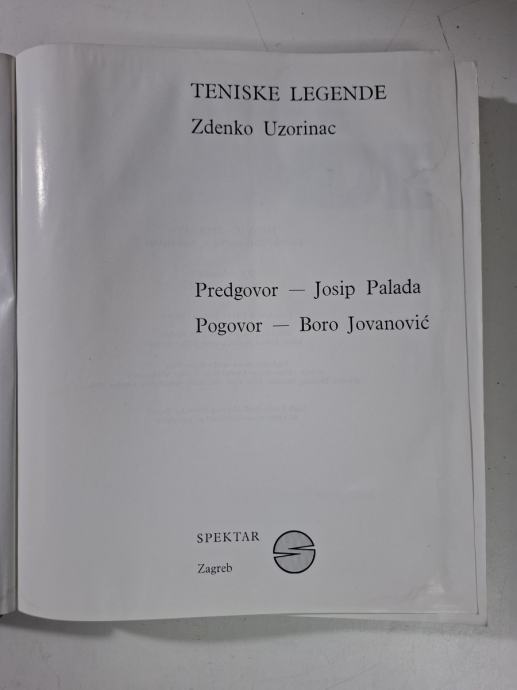 TENISKE LEGENDE
Zdenko Uzorinac
Predgovor — Josip Palada
Pogovor — Boro Jovanović
SPEKTAR
Zagreb